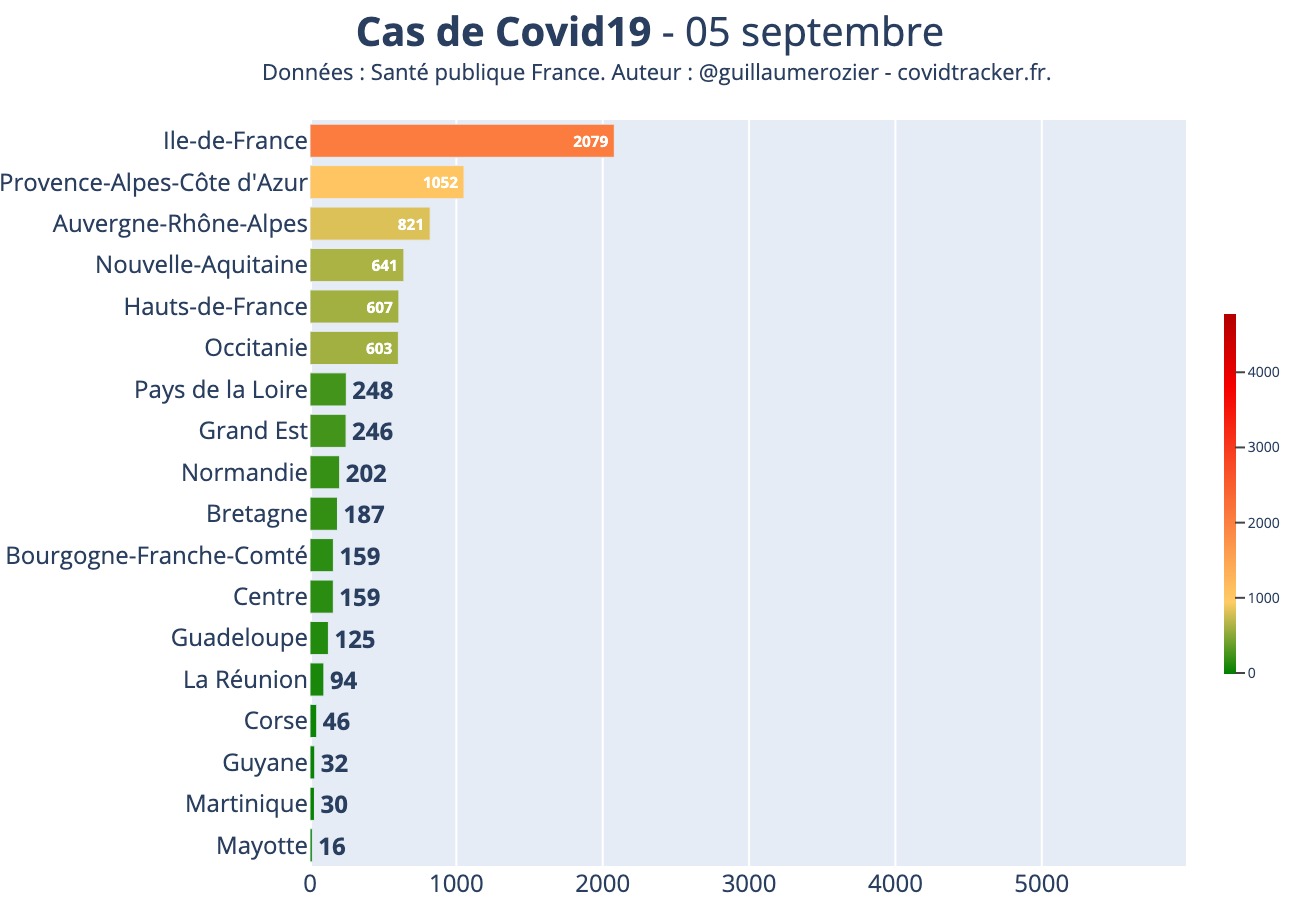 Cas de Covid19 - 05 septembre
Données : Santé publique France. Auteur : @guillaumerozier - covidtracker.fr.
Ile-de-France 2079
Provence-Alpes-Côte d'Azur 1052
Auvergne-Rhône-Alpes 821
Nouvelle-Aquitaine 641
Hauts-de-France 607
Occitanie 603
Pays de la Loire 248
Grand Est 246
Normandie 202
Bretagne 187
Bourgogne-Franche-Comté 159
Centre 159
Guadeloupe 125
La Réunion 94
Corse 46
Guyane 32
Martinique 30
Mayotte 16
0 1000 2000 3000 4000 5000
4000
3000
2000
1000
0